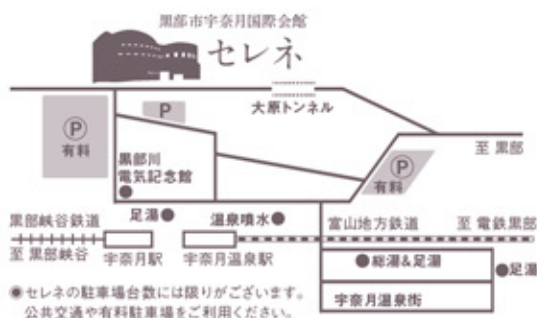 黒部市宇奈月国際会館
セレネ
大原トンネル
P
P
有料
至 黒部
P
有料
黒部川
電気記念館
足湯
温泉噴水
黒部峡谷鉄道
富山地方鉄道
至 電鉄黒部
至 黒部峡谷
宇奈月駅
宇奈月温泉駅
総湯&足湯
足湯
宇奈月温泉街
◉セレネの駐車場台数には限りがございます。
公共交通や有料駐車場をご利用ください。